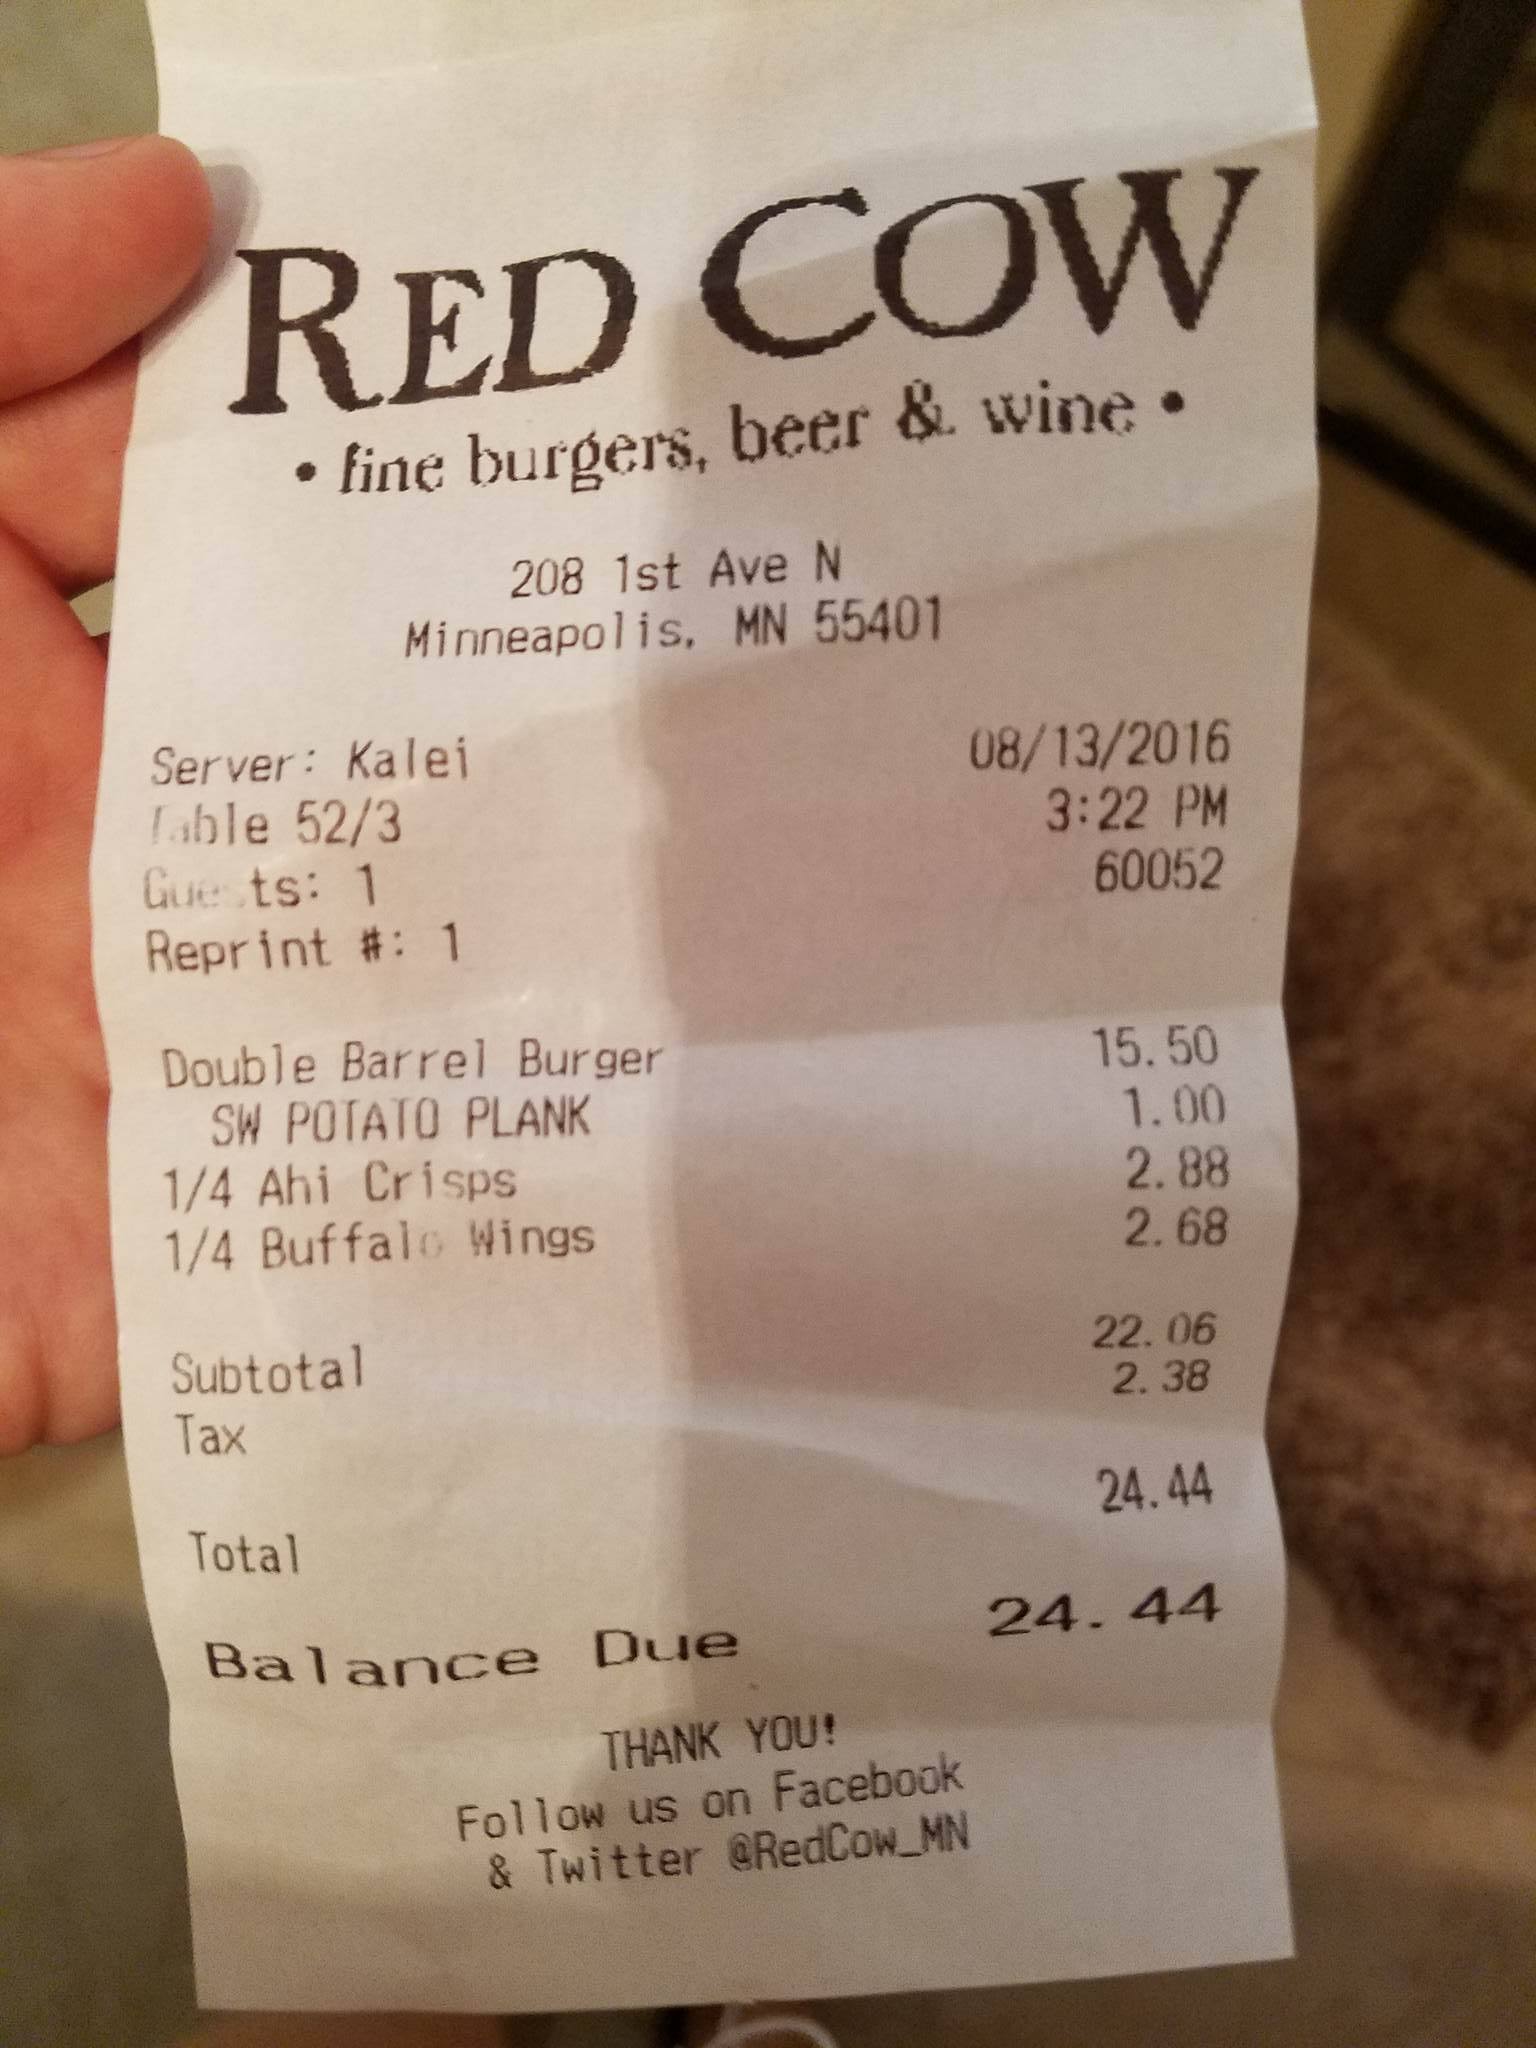 RED COW
• fine burgers, beer & wine •
208 1st Ave N
Minneapolis, MN 55401
Server: Kalei 08/13/2016
Table 52/3 3:22 PM
Guests: 1 60052
Reprint #: 1
Double Barrel Burger 15.50
SW POTATO PLANK 1.00
1/4 Ahi Crisps 2.88
1/4 Buffalo Wings 2.68
Subtotal 22.06
Tax 2.38
Total 24.44
Balance Due 24.44
THANK YOU!
Follow us on Facebook
& Twitter @RedCow_MN